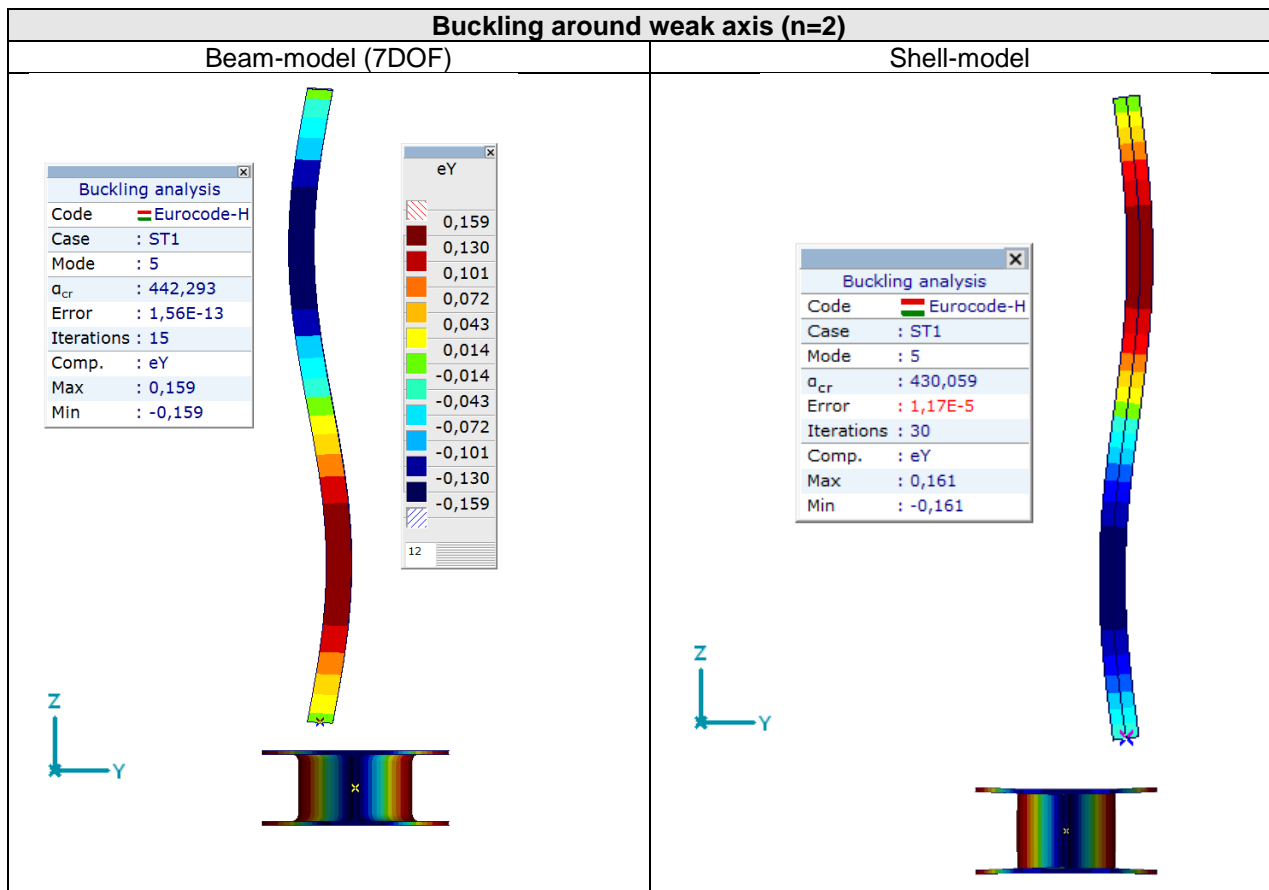 Buckling around weak axis (n=2)
Beam-model (7DOF)
Shell-model
Buckling analysis
Code Eurocode-H
Case : ST1
Mode : 5
αcr : 442,293
Error : 1,56E-13
Iterations : 15
Comp. : eY
Max : 0,159
Min : -0,159
eY
0,159
0,130
0,101
0,072
0,043
0,014
-0,014
-0,043
-0,072
-0,101
-0,130
-0,159
12
Z
Y
Buckling analysis
Code Eurocode-H
Case : ST1
Mode : 5
αcr : 430,059
Error : 1,17E-5
Iterations : 30
Comp. : eY
Max : 0,161
Min : -0,161
Z
Y